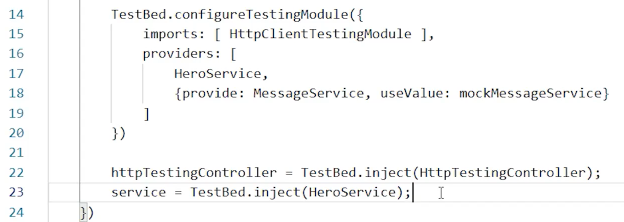 14 TestBed.configureTestingModule({
15 imports: [ HttpClientTestingModule ],
16 providers: [
17 HeroService,
18 {provide: MessageService, useValue: mockMessageService}
19 ]
20 })
21
22 httpTestingController = TestBed.inject(HttpTestingController);
23 service = TestBed.inject(HeroService);
24 })